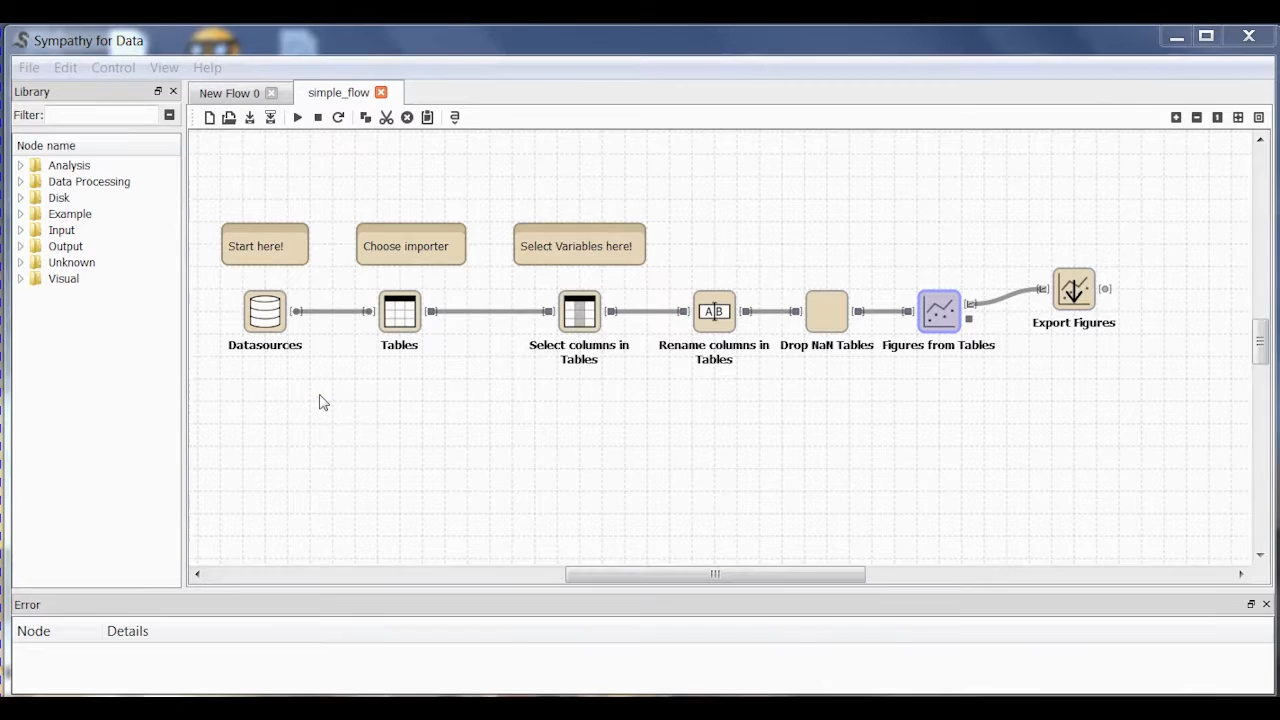 Sympathy for Data
File Edit Control View Help
Library
New Flow 0
simple_flow
Filter:
Node name
Analysis
Data Processing
Disk
Example
Input
Output
Unknown
Visual
Start here!
Choose importer
Select Variables here!
A B
Datasources
Tables
Select columns in
Tables
Rename columns in
Tables
Drop NaN Tables
Figures from Tables
Export Figures
Error
Node Details